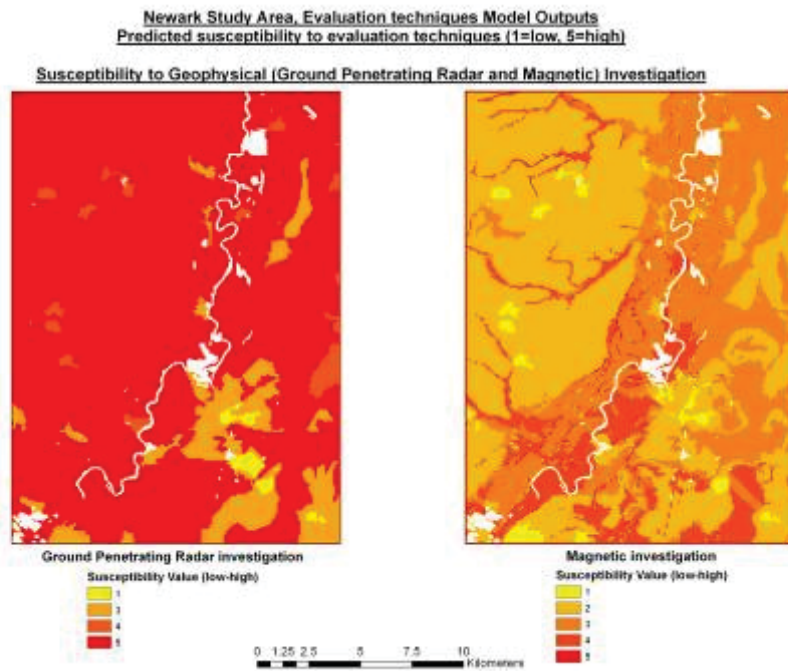 Newark Study Area, Evaluation techniques Model Outputs
Predicted susceptibility to evaluation techniques (1=low, 5=high)
Susceptibility to Geophysical (Ground Penetrating Radar and Magnetic) Investigation
Ground Penetrating Radar investigation
Susceptibility Value (low-high)
1
3
4
5
Magnetic investigation
Susceptibility Value (low-high)
1
2
3
4
5
0 1.25 2.5 5 7.5 10
Kilometers